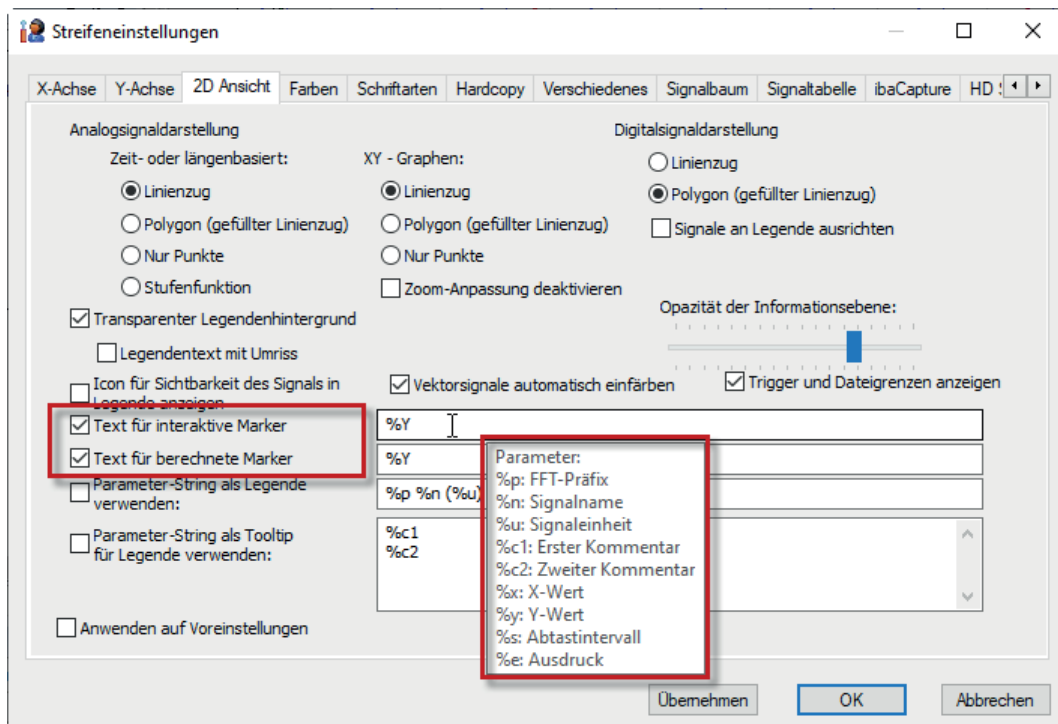 Streifeneinstellungen
X-Achse Y-Achse 2D Ansicht Farben Schriftarten Hardcopy Verschiedenes Signalbaum Signaltabelle ibaCapture HD
Analogsignaldarstellung
Zeit- oder längenbasiert:
Linienzug
Polygon (gefüllter Linienzug)
Nur Punkte
Stufenfunktion
XY - Graphen:
Linienzug
Polygon (gefüllter Linienzug)
Nur Punkte
Zoom-Anpassung deaktivieren
Digitalsignaldarstellung
Linienzug
Polygon (gefüllter Linienzug)
Signale an Legende ausrichten
Opazität der Informationsebene:
Transparenter Legendenhintergrund
Legendentext mit Umriss
Icon für Sichtbarkeit des Signals in
Legende anzeigen
Vektorsignale automatisch einfärben
Trigger und Dateigrenzen anzeigen
Text für interaktive Marker
%Y
Text für berechnete Marker
%Y
Parameter-String als Legende
verwenden:
%p %n (%u)
Parameter-String als Tooltip
für Legende verwenden:
%c1
%c2
Parameter:
%p: FFT-Präfix
%n: Signalname
%u: Signaleinheit
%c1: Erster Kommentar
%c2: Zweiter Kommentar
%x: X-Wert
%y: Y-Wert
%s: Abtastintervall
%e: Ausdruck
Anwenden auf Voreinstellungen
Übernehmen OK Abbrechen